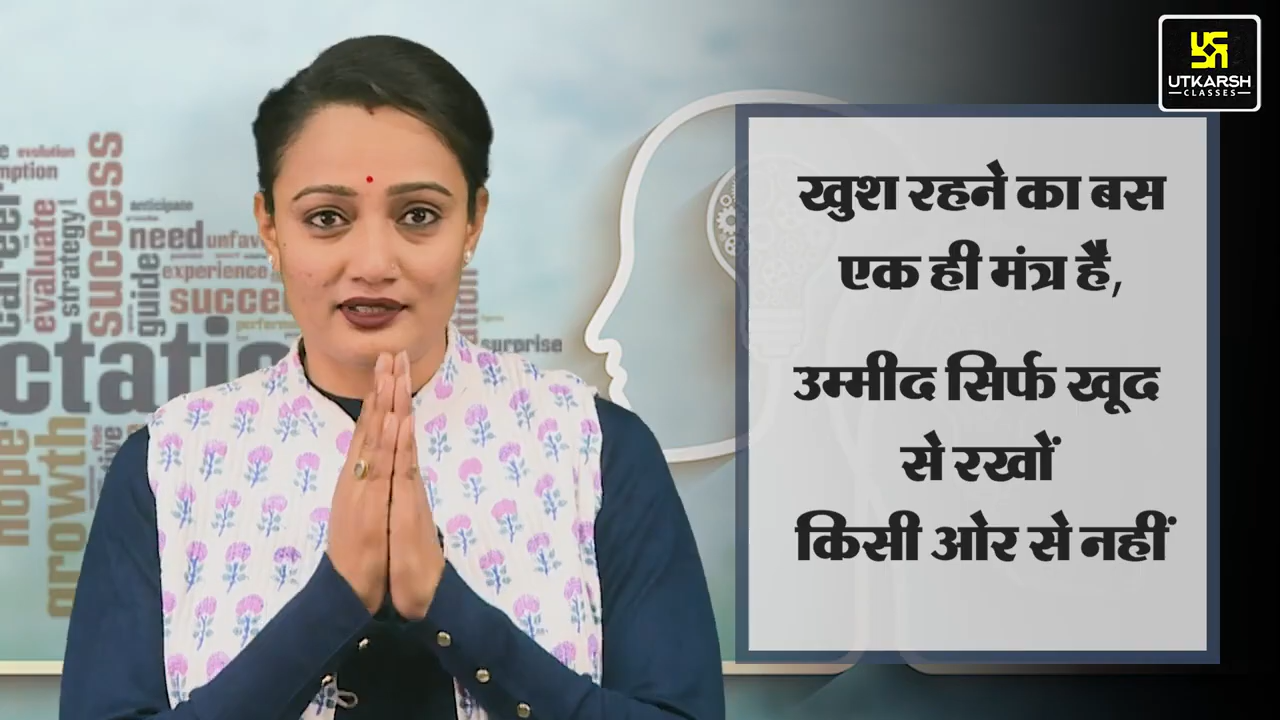 UTKARSH
CLASSES
खुश रहने का बस
एक ही मंत्र हैं,
उम्मीद सिर्फ खूद
से रखों
किसी ओर से नहीं
evolution
success
career
evaluate
strategy
anticipate
need
guide
experience
surprise
hope
growth